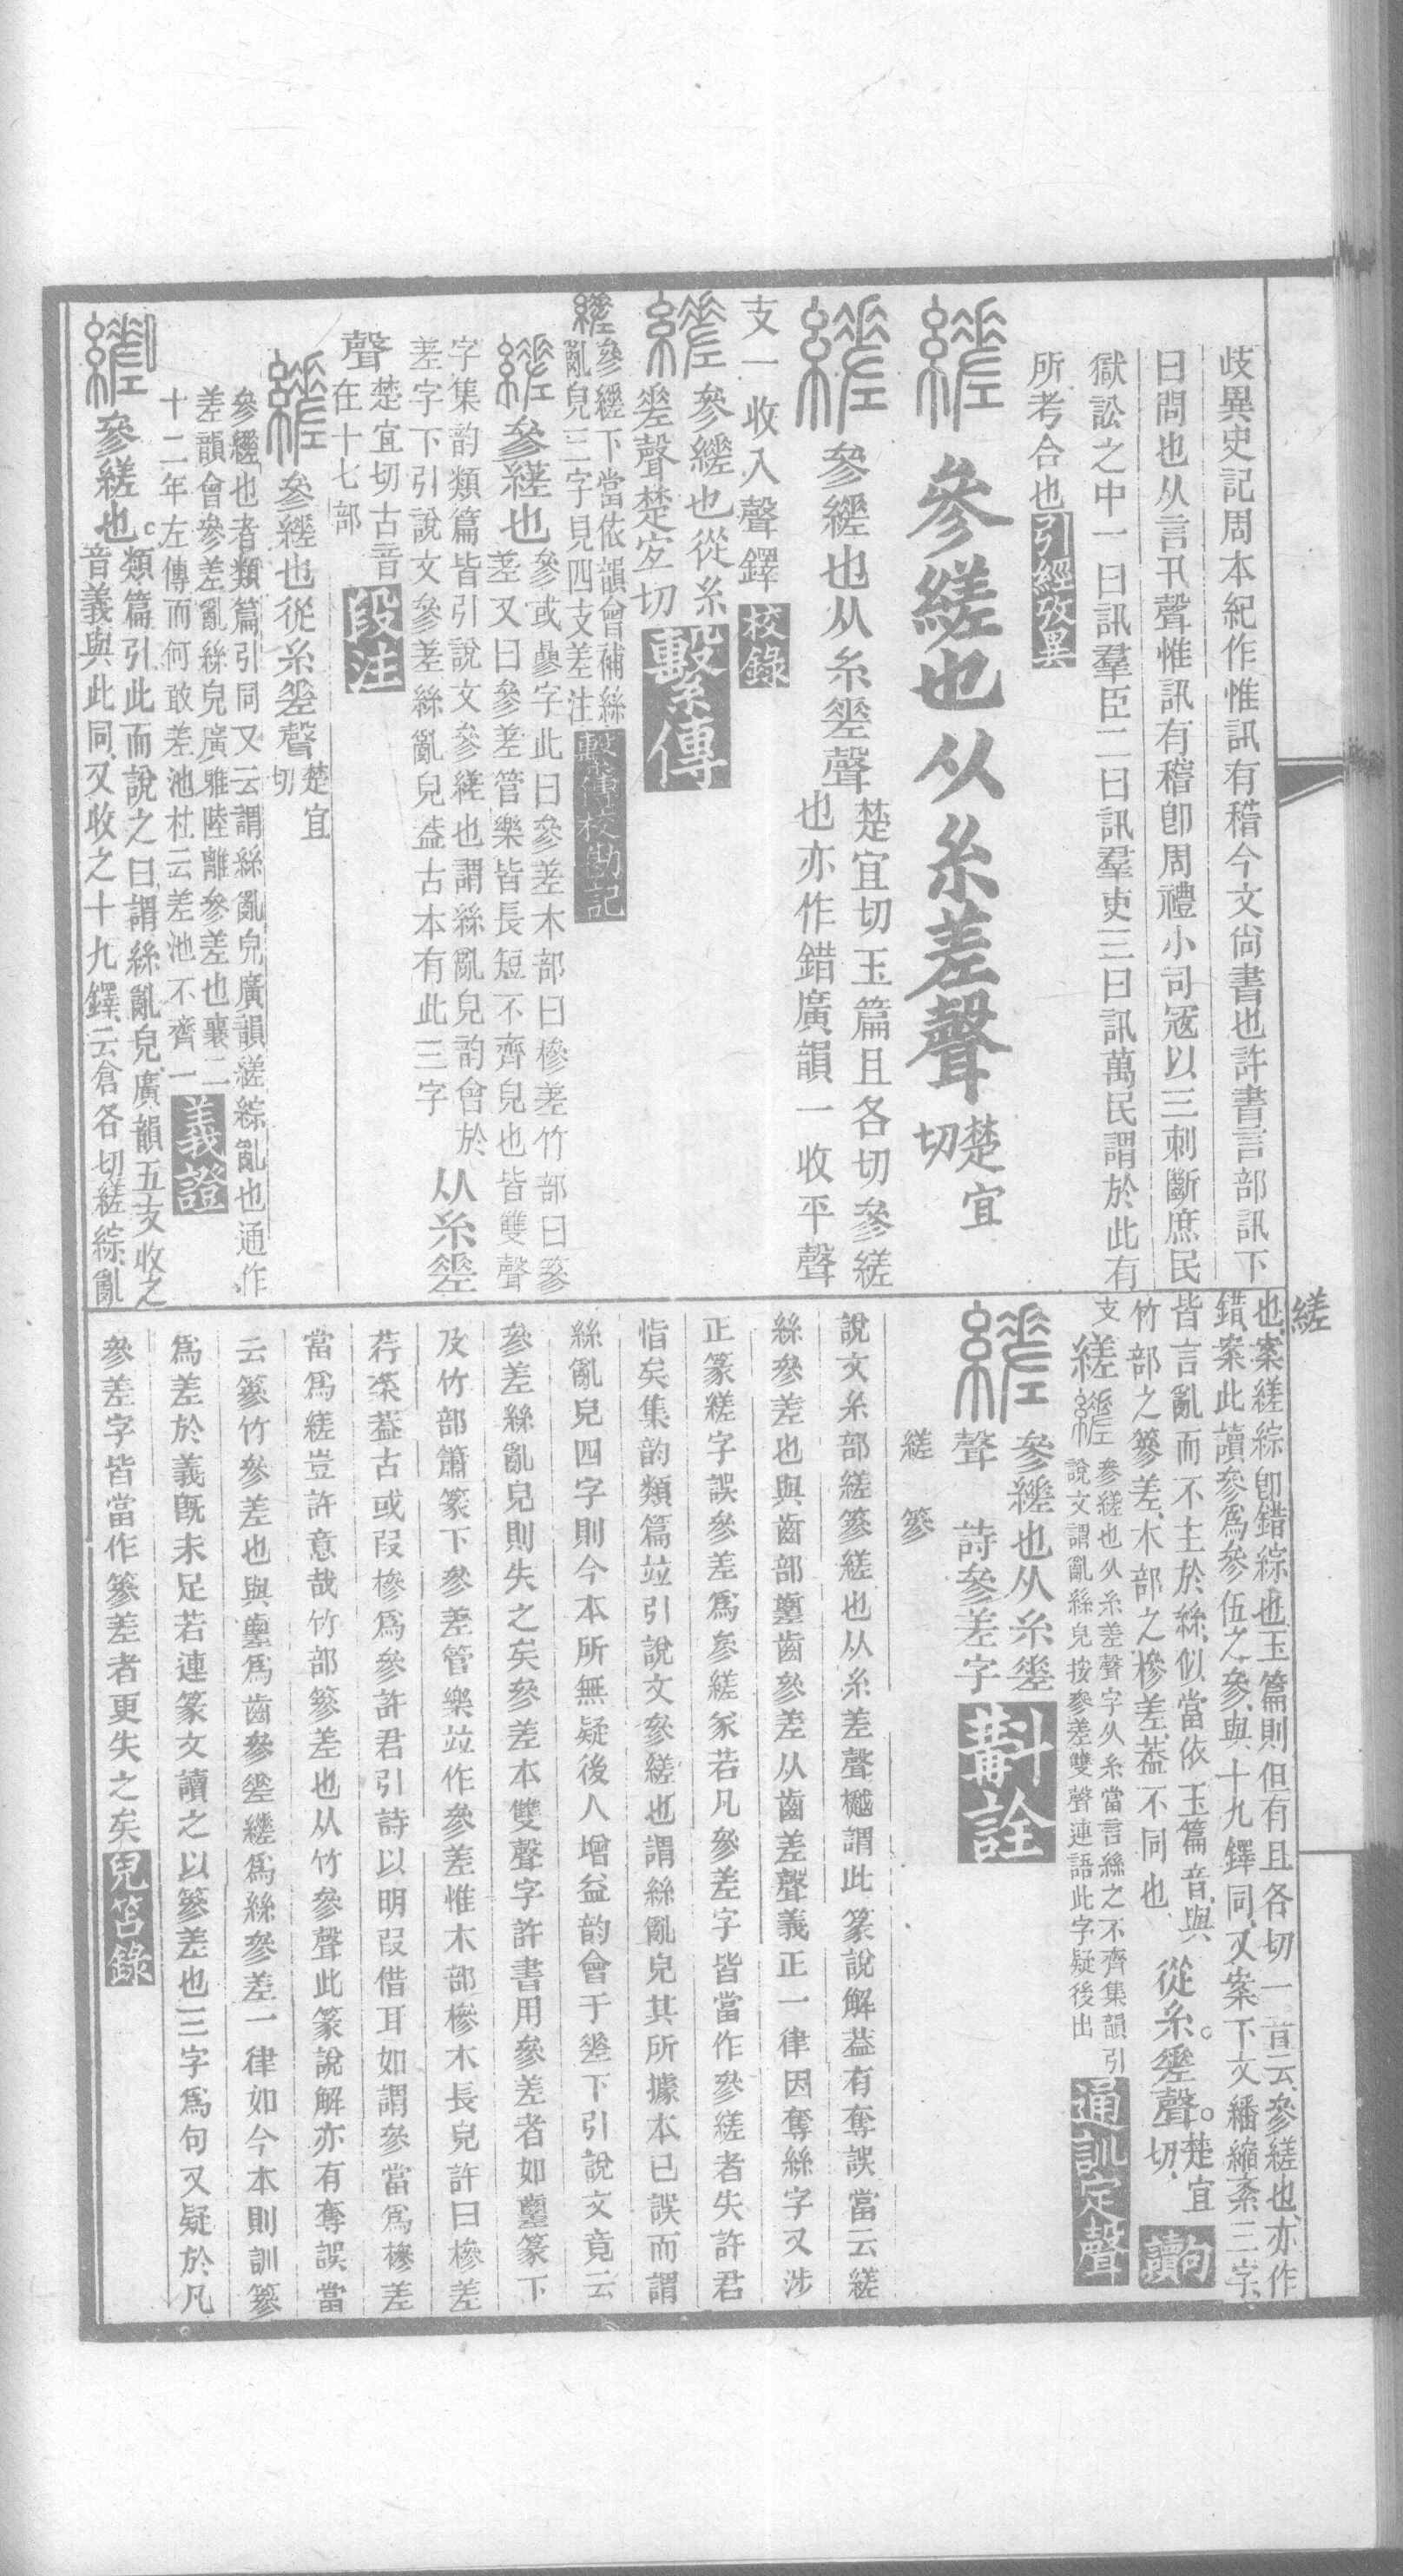 歧異史記周本紀作惟訊有稽今文尙書也許書言部訊下
曰問也从言卂聲惟訊有稽卽周禮小司寇以三刺斷庶民
獄訟之中一曰訊羣臣二曰訊羣吏三曰訊萬民謂於此有
所考合也引經攷異
參縒也从糸差聲楚宜切
參縒也从糸𢀩聲楚宜切玉篇且各切參縒
也亦作錯廣韻一收平聲
支一收入聲鐸校錄
參縒也從糸
𢀩聲楚宐切繫傳
縒參縒下當依韻會補絲
亂皃三字見四支差注繫傳校勘記
參縒也參或曑字此曰參差木部曰槮差竹部曰篸
差又曰參差管樂皆長短不齊皃也皆雙聲
字集韵類篇皆引說文參縒也謂絲亂皃韵會於
差字下引說文參差絲亂皃葢古本有此三字从糸𢀩
聲楚宜切古音
在十七部段注
參縒也從糸𢀩聲楚宜切
參縒也者類篇引同又云謂絲亂皃廣韻縒綜亂也通作
差韻會參差亂絲皃廣雅陸離參差也襄二
十二年左傳而何敢差池杜云差池不齊一義證
參縒也類篇引此而說之曰謂絲亂皃廣韻五支收之
音義與此同又收之十九鐸云倉各切縒綜亂
縒
也案縒綜卽錯綜也玉篇則但有且各切一音云參縒也亦作
錯案此讀參爲參伍之參與十九鐸同又案下文繙縮紊三字
皆言亂而不主於絲似當依玉篇音與
竹部之篸差木部之槮差葢不同也從糸𢀩聲楚宜切句讀
支縒參縒也从糸差聲字从糸當言絲之不齊集韻引
說文謂亂絲皃按參差雙聲連語此字疑後出通訓定聲
參縒也从糸𢀩
聲 詩參差字斠詮
縒 篸
說文糸部縒篸縒也从糸差聲樾謂此篆說解葢有奪誤當云縒
絲參差也與齒部齹齒參差从齒差聲義正一律因奪絲字又涉
正篆縒字誤參差爲參縒矣若凡參差字皆當作參縒者失許君
恉矣集韵類篇竝引說文參縒也謂絲亂皃其所據本已誤而謂
絲亂皃四字則今本所無疑後人增益韵會于𢀩下引說文竟云
參差絲亂皃則失之矣參差本雙聲字許書用參差者如齹篆下
及竹部簫篆下參差管樂竝作參差惟木部槮木長皃許曰槮差
荇菜葢古或叚槮爲參許君引詩以明叚借耳如謂參當爲槮差
當爲縒豈許意哉竹部篸差也从竹參聲此篆說解亦有奪誤當
云篸竹參差也與齹爲齒參差縒爲絲參差一律如今本則訓篸
爲差於義旣未足若連篆文讀之以篸差也三字爲句又疑於凡
參差字皆當作篸差者更失之矣兒笘錄